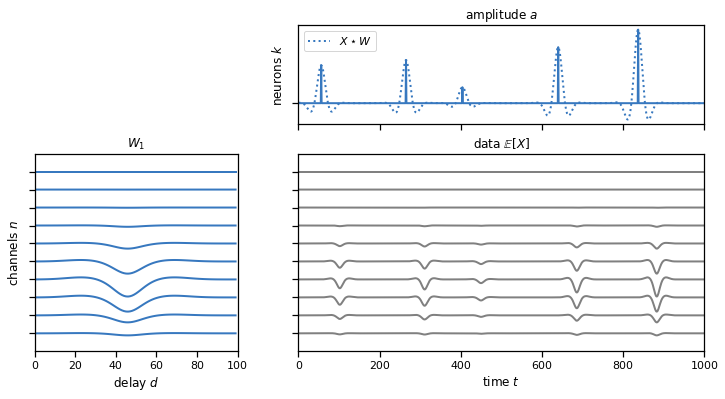 amplitude a
X ⋆ W
neurons k
W₁
data 𝔼[X]
channels n
0 20 40 60 80 100
0 200 400 600 800 1000
delay d
time t